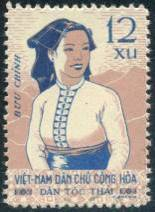 BƯU CHÍNH
12
XU
VIỆT-NAM DÂN CHỦ CỘNG HÒA
DÂN TỘC THÁI